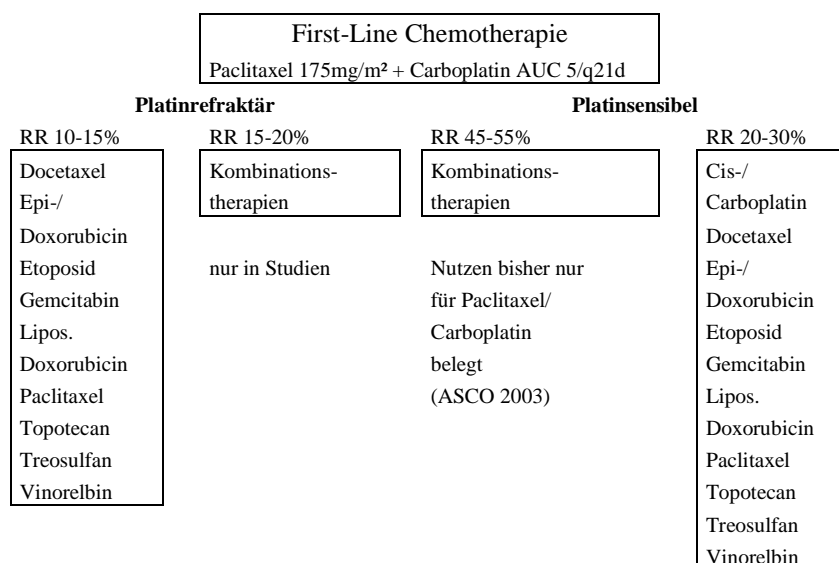 First-Line Chemotherapie
Paclitaxel 175mg/m² + Carboplatin AUC 5/q21d
Platinrefraktär
Platinsensibel
RR 10-15%
Docetaxel
Epi-/
Doxorubicin
Etoposid
Gemcitabin
Lipos.
Doxorubicin
Paclitaxel
Topotecan
Treosulfan
Vinorelbin
RR 15-20%
Kombinations-
therapien
nur in Studien
RR 45-55%
Kombinations-
therapien
Nutzen bisher nur
für Paclitaxel/
Carboplatin
belegt
(ASCO 2003)
RR 20-30%
Cis-/
Carboplatin
Docetaxel
Epi-/
Doxorubicin
Etoposid
Gemcitabin
Lipos.
Doxorubicin
Paclitaxel
Topotecan
Treosulfan
Vinorelbin